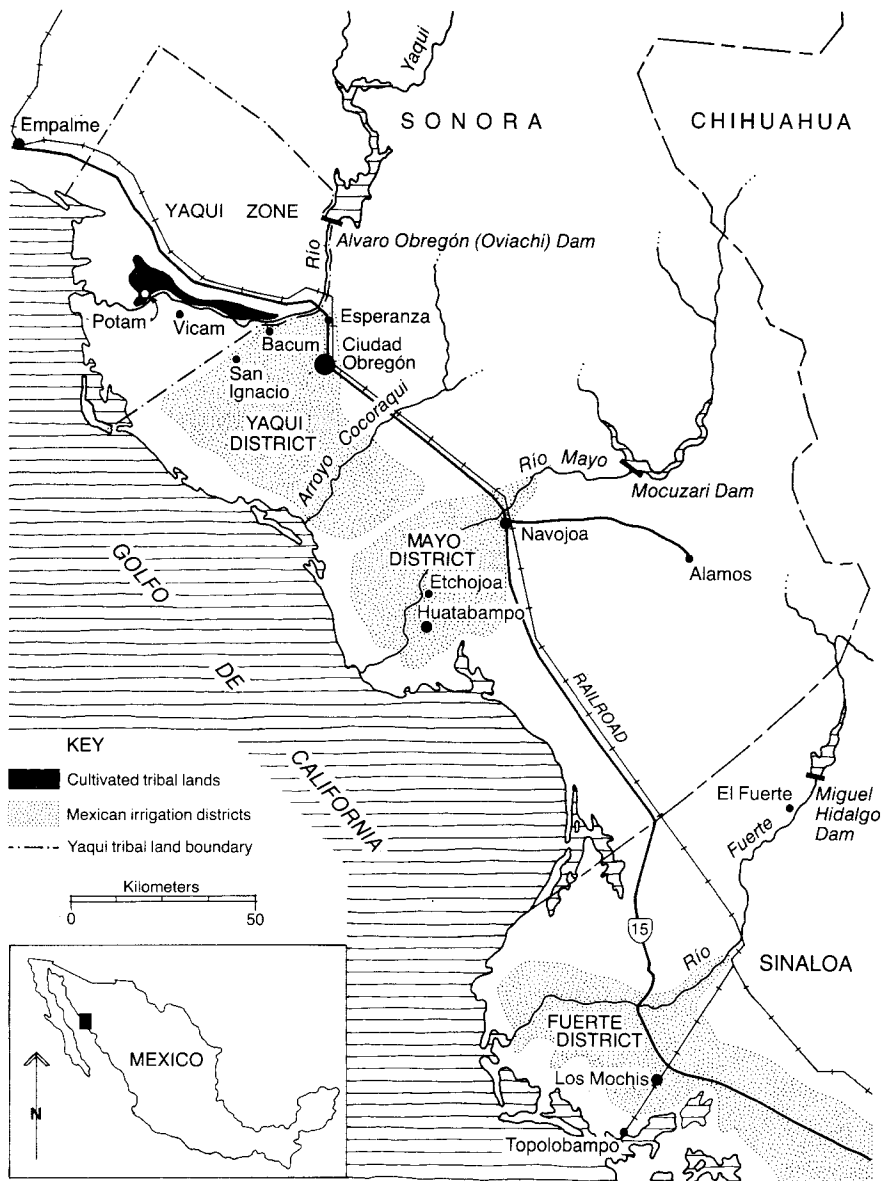 Yaqui
SONORA
CHIHUAHUA
Empalme
YAQUI ZONE
Río
Alvaro Obregón (Oviachi) Dam
Potam
Vicam
Bacum
Esperanza
Ciudad
Obregón
San
Ignacio
YAQUI
DISTRICT
Arroyo Cocoraqui
Río Mayo
Mocuzari Dam
MAYO
DISTRICT
Navojoa
Etchojoa
Huatabampo
Alamos
GOLFO
DE
CALIFORNIA
RAILROAD
El Fuerte
Miguel
Hidalgo
Dam
Río Fuerte
15
SINALOA
FUERTE
DISTRICT
Los Mochis
Topolobampo
KEY
Cultivated tribal lands
Mexican irrigation districts
Yaqui tribal land boundary
Kilometers
0 50
MEXICO
N